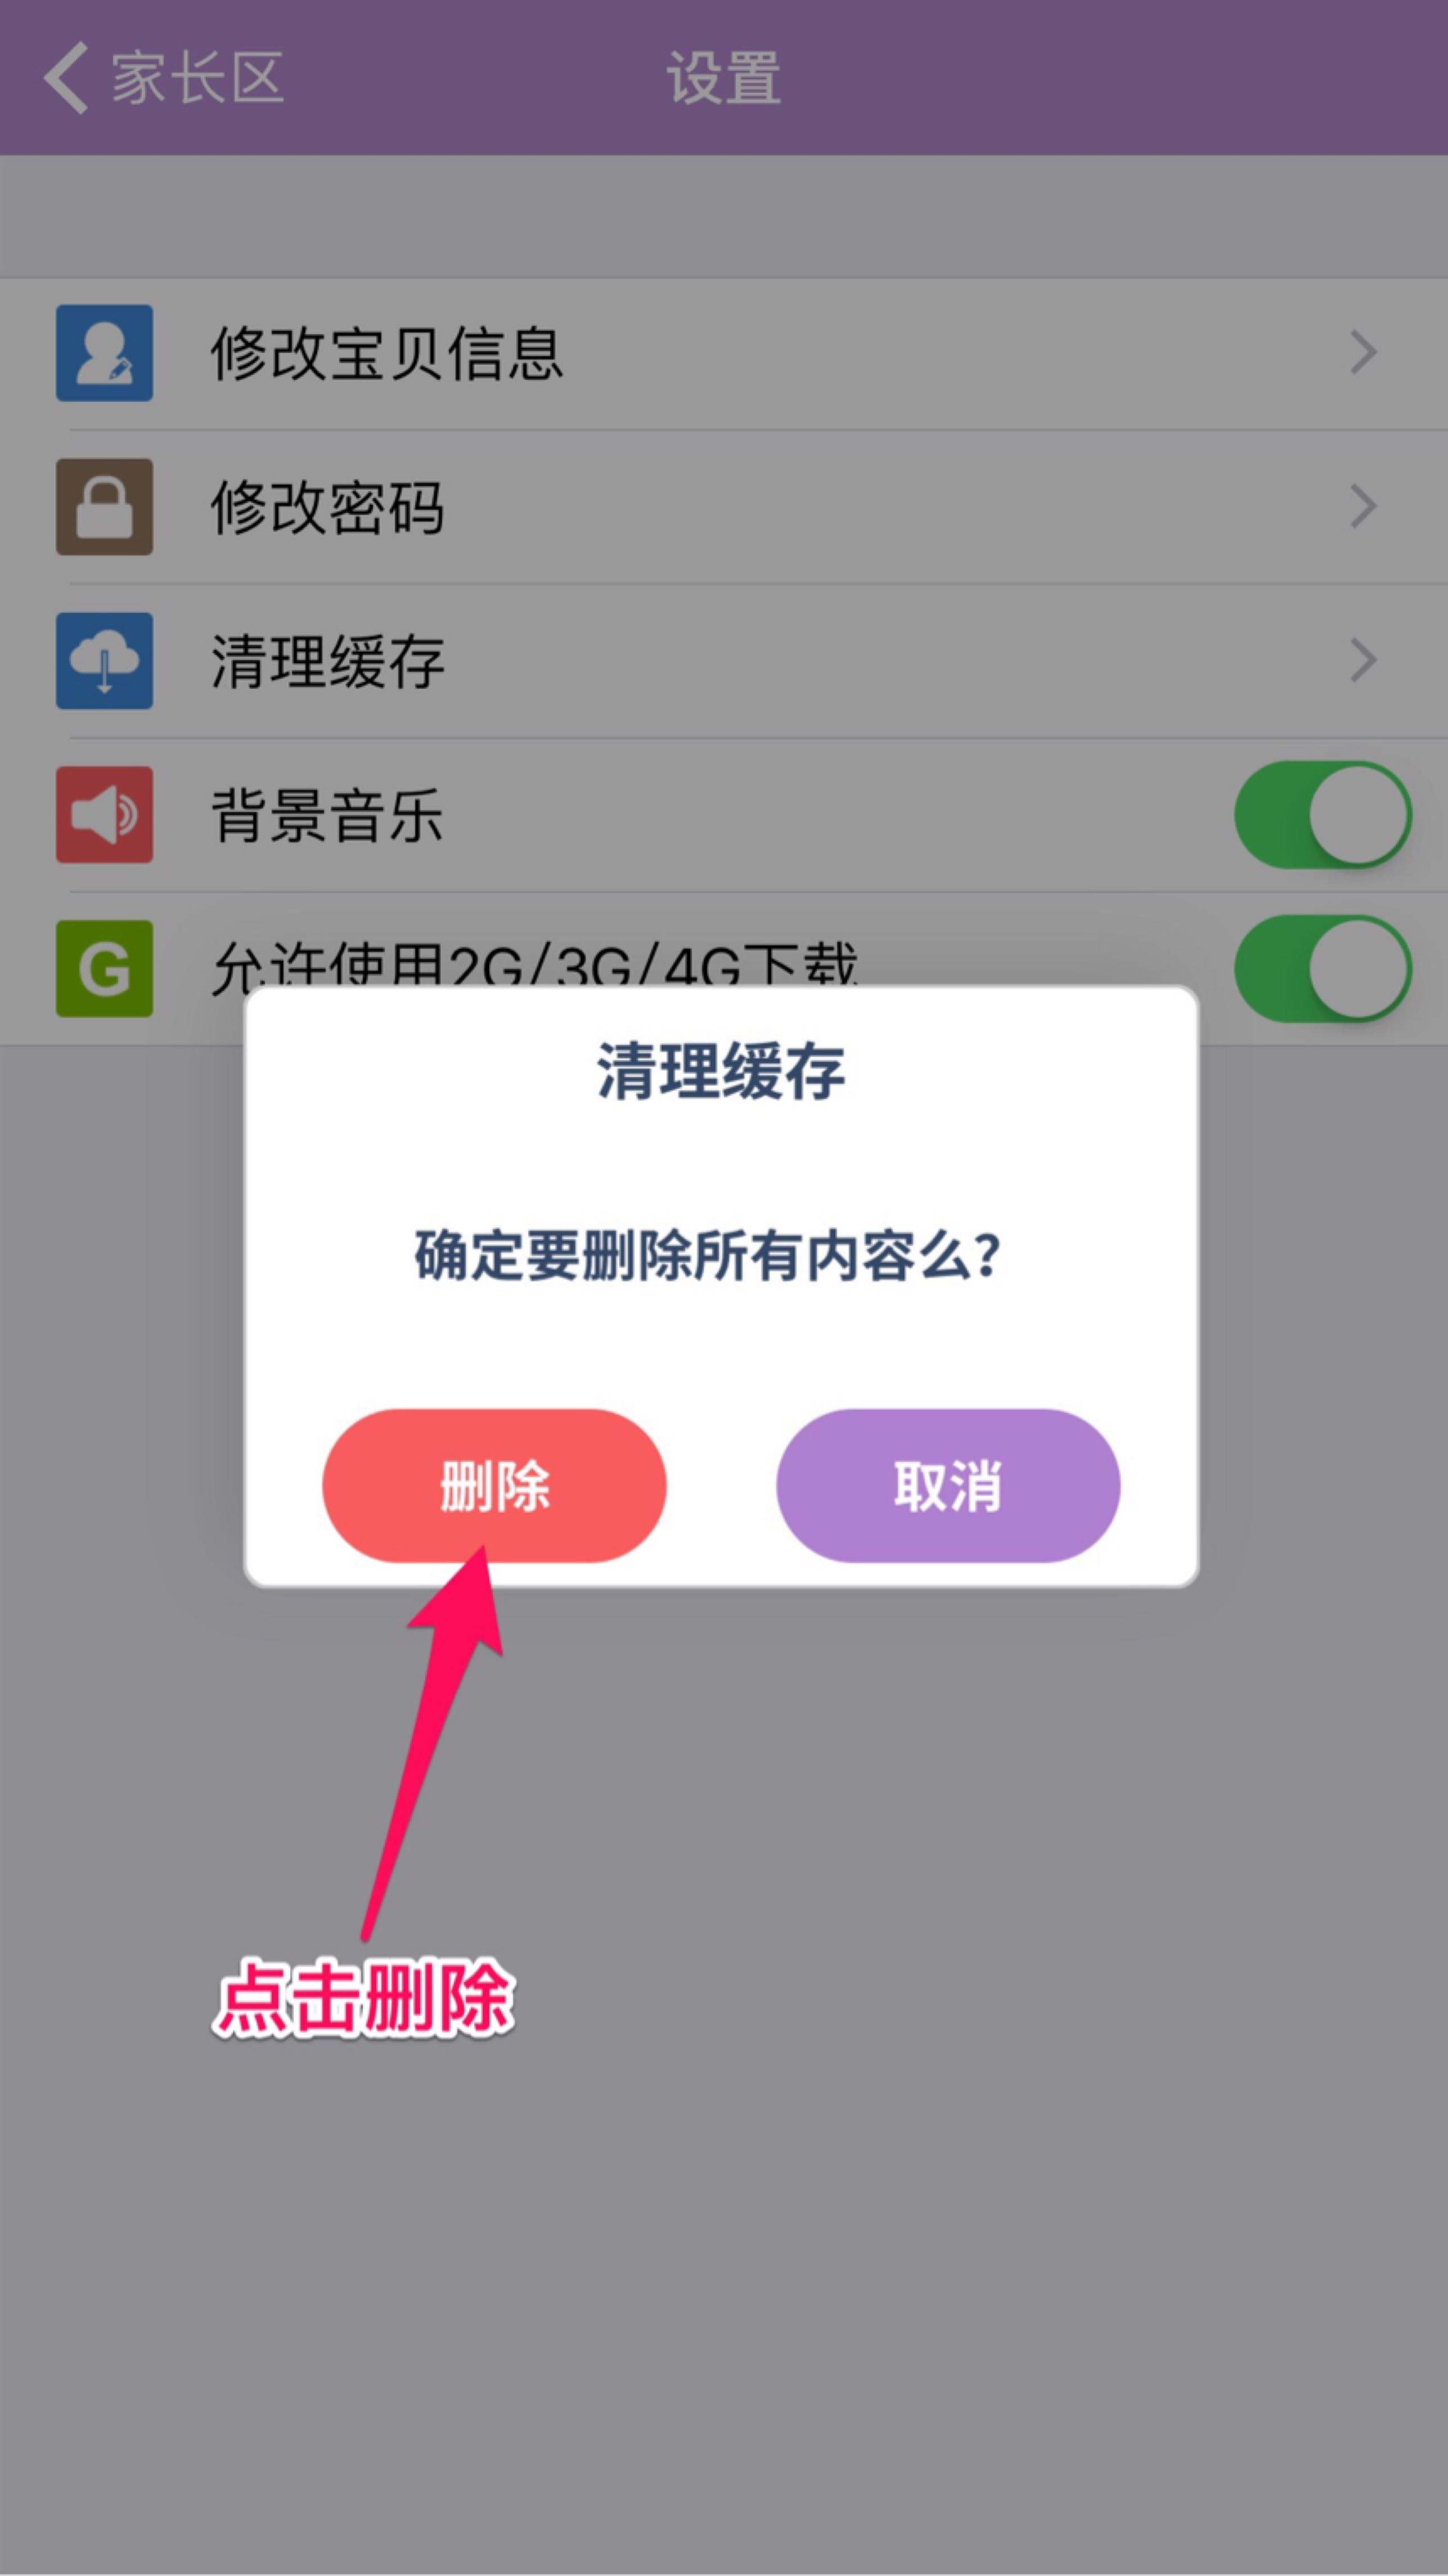 家长区
设置
修改宝贝信息
修改密码
清理缓存
背景音乐
G
允许使用2G/3G/4G下载
清理缓存
确定要删除所有内容么？
删除
取消
点击删除